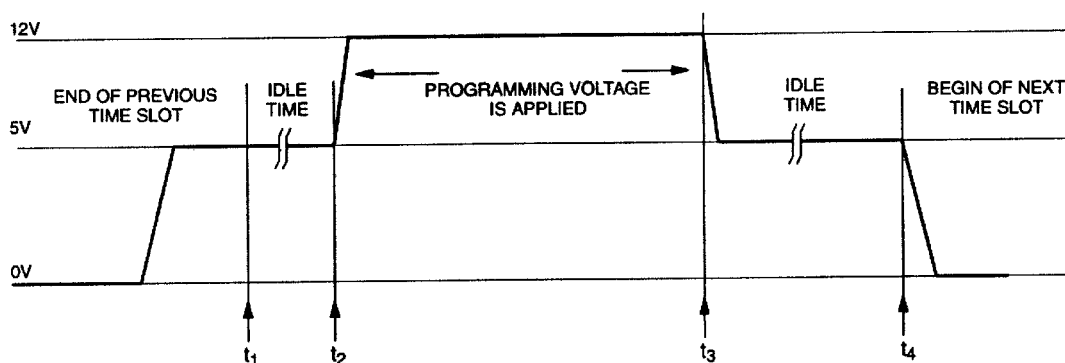 12V
END OF PREVIOUS
TIME SLOT
IDLE
TIME
PROGRAMMING VOLTAGE
IS APPLIED
IDLE
TIME
BEGIN OF NEXT
TIME SLOT
5V
0V
t1
t2
t3
t4